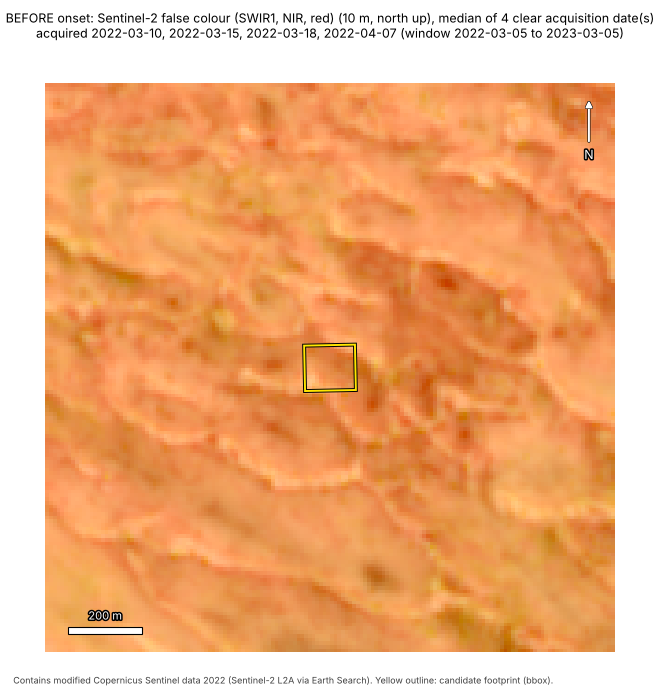 BEFORE onset: Sentinel-2 false colour (SWIR1, NIR, red) (10 m, north up), median of 4 clear acquisition date(s)
acquired 2022-03-10, 2022-03-15, 2022-03-18, 2022-04-07 (window 2022-03-05 to 2023-03-05)
N
200 m
Contains modified Copernicus Sentinel data 2022 (Sentinel-2 L2A via Earth Search). Yellow outline: candidate footprint (bbox).